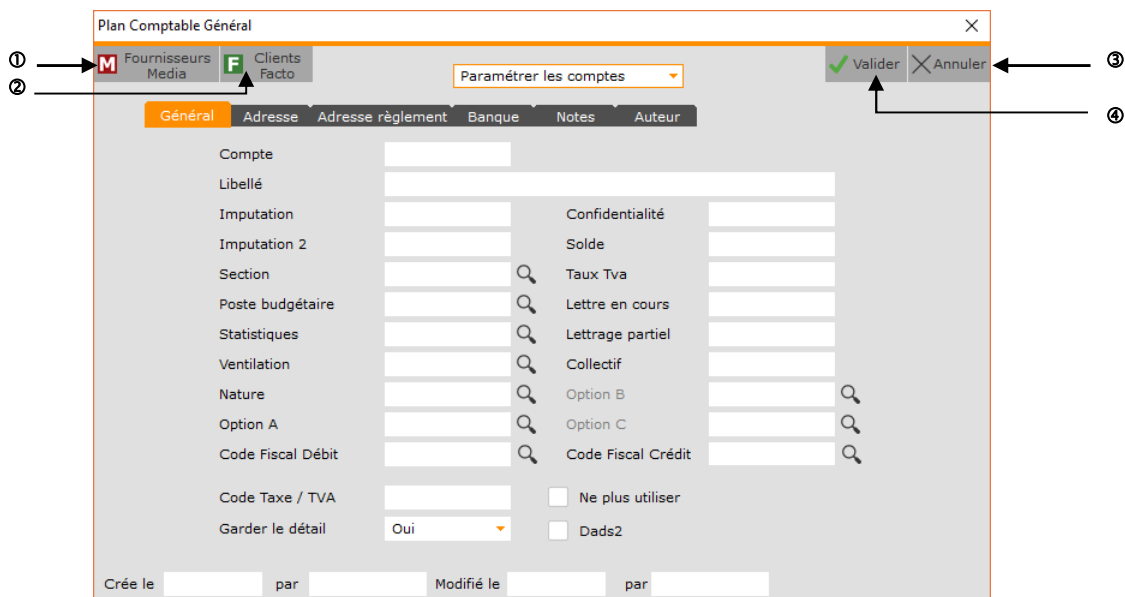 Plan Comptable Général
① M Fournisseurs Media F Clients Facto Valider Annuler ③
② Paramétrer les comptes ④
Général Adresse Adresse règlement Banque Notes Auteur
Compte
Libellé
Imputation Confidentialité
Imputation 2 Solde
Section Taux Tva
Poste budgétaire Lettre en cours
Statistiques Lettrage partiel
Ventilation Collectif
Nature Option B
Option A Option C
Code Fiscal Débit Code Fiscal Crédit
Code Taxe / TVA Ne plus utiliser
Garder le détail Oui Dads2
Crée le par Modifié le par